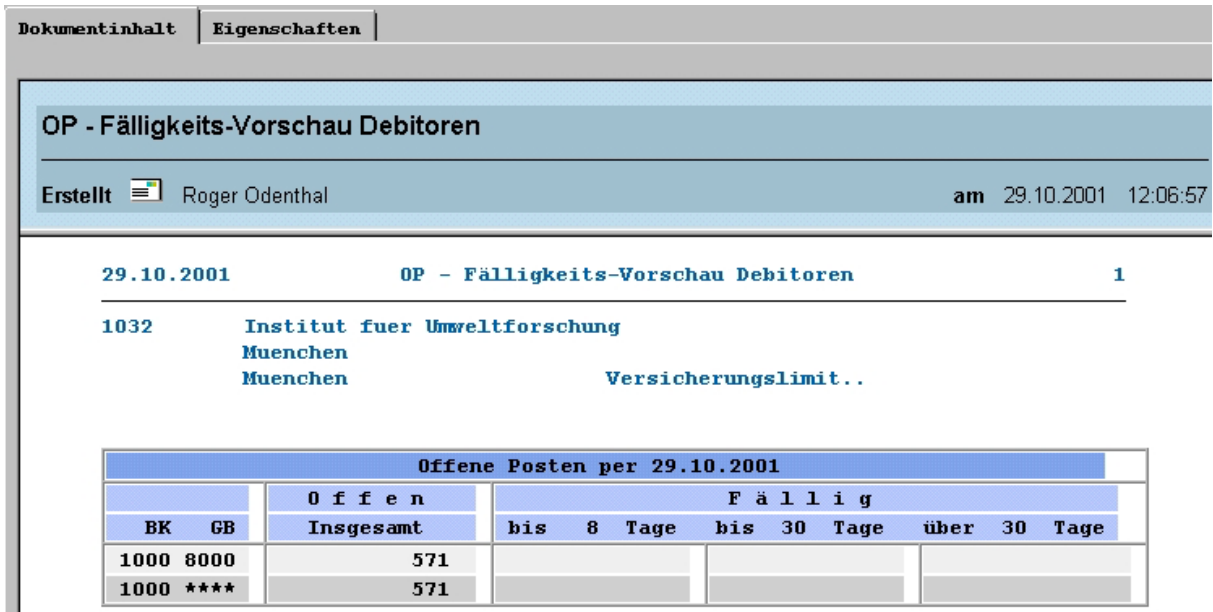 Dokumentinhalt Eigenschaften
OP - Fälligkeits-Vorschau Debitoren
Erstellt Roger Odenthal am 29.10.2001 12:06:57
29.10.2001 OP - Fälligkeits-Vorschau Debitoren 1
1032 Institut fuer Umweltforschung
Muenchen
Muenchen Versicherungslimit..
Offene Posten per 29.10.2001
O f f e n F ä l l i g
BK GB Insgesamt bis 8 Tage bis 30 Tage über 30 Tage
1000 8000 571
1000 **** 571